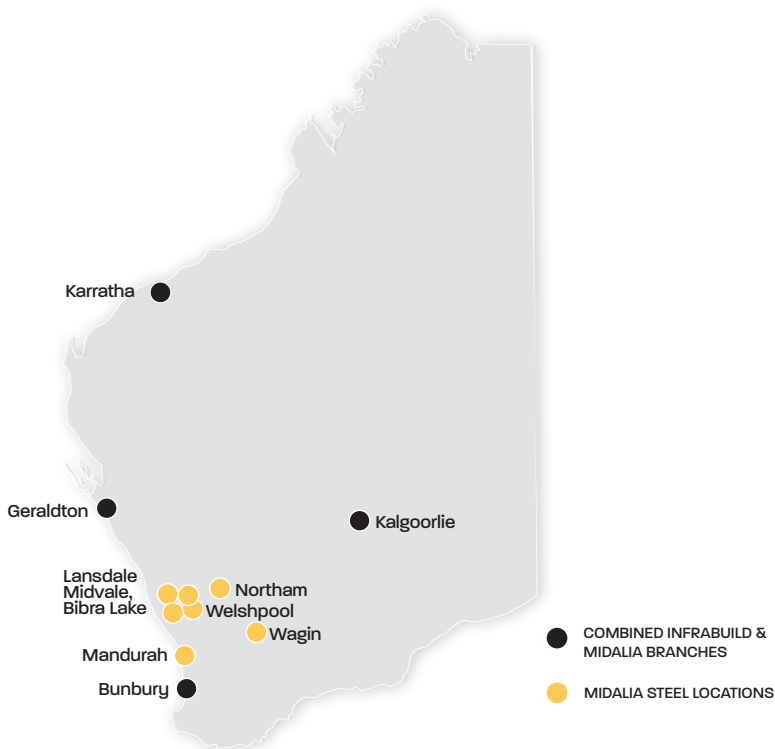 Karratha
Geraldton
Kalgoorlie
Lansdale
Midvale,
Bibra Lake
Northam
Welshpool
Wagin
Mandurah
Bunbury
COMBINED INFRABUILD &
MIDALIA BRANCHES
MIDALIA STEEL LOCATIONS